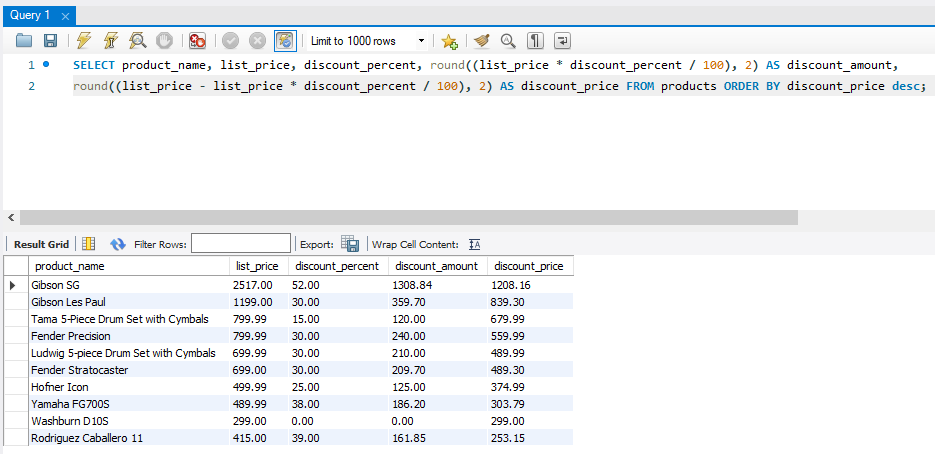 Query 1
Limit to 1000 rows
1 SELECT product_name, list_price, discount_percent, round((list_price * discount_percent / 100), 2) AS discount_amount,
2 round((list_price - list_price * discount_percent / 100), 2) AS discount_price FROM products ORDER BY discount_price desc;
Result Grid Filter Rows: Export: Wrap Cell Content:
product_name list_price discount_percent discount_amount discount_price
Gibson SG 2517.00 52.00 1308.84 1208.16
Gibson Les Paul 1199.00 30.00 359.70 839.30
Tama 5-Piece Drum Set with Cymbals 799.99 15.00 120.00 679.99
Fender Precision 799.99 30.00 240.00 559.99
Ludwig 5-piece Drum Set with Cymbals 699.99 30.00 210.00 489.99
Fender Stratocaster 699.00 30.00 209.70 489.30
Hofner Icon 499.99 25.00 125.00 374.99
Yamaha FG700S 489.99 38.00 186.20 303.79
Washburn D10S 299.00 0.00 0.00 299.00
Rodriguez Caballero 11 415.00 39.00 161.85 253.15